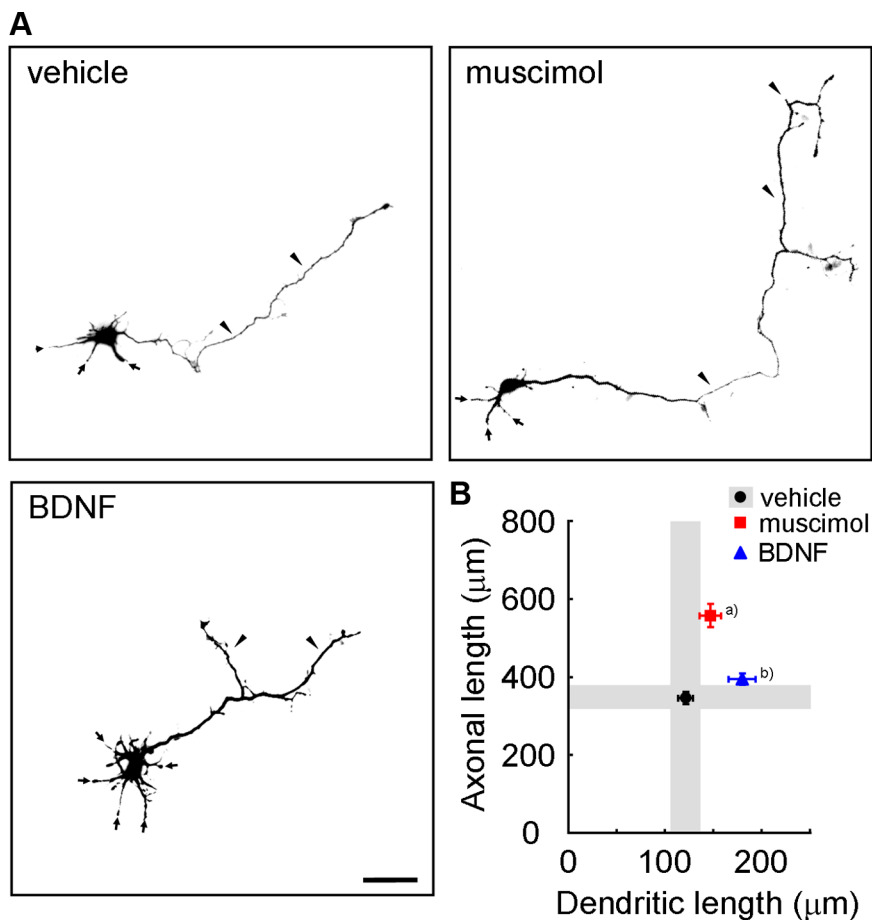 A
vehicle
muscimol
BDNF
B
vehicle
muscimol
BDNF
800
600
400
200
0
a)
b)
Axonal length (μm)
0 100 200
Dendritic length (μm)